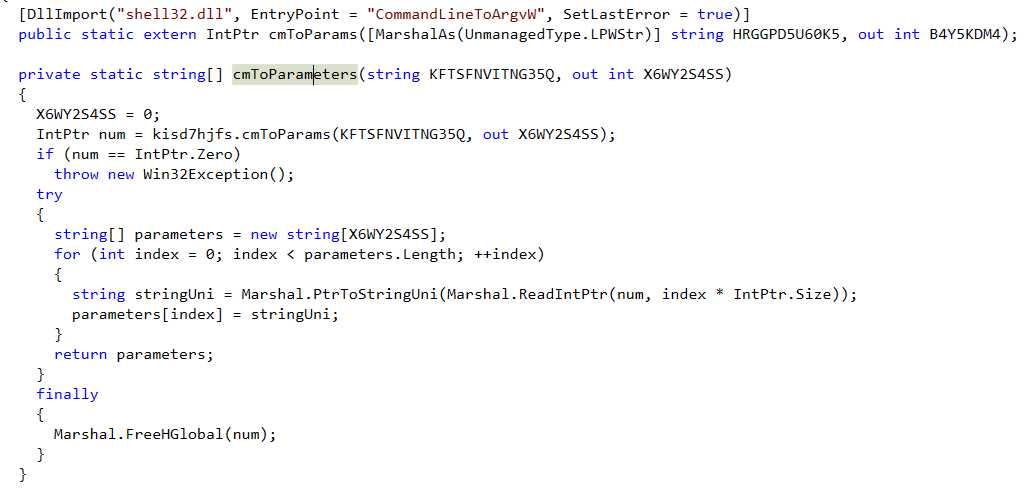 [DllImport("shell32.dll", EntryPoint = "CommandLineToArgvW", SetLastError = true)]
public static extern IntPtr cmToParams([MarshalAs(UnmanagedType.LPWStr)] string HRGGPD5U60K5, out int B4Y5KDM4);

private static string[] cmToParameters(string KFTSFNVITNG35Q, out int X6WY2S4SS)
{
  X6WY2S4SS = 0;
  IntPtr num = kisd7hjfs.cmToParams(KFTSFNVITNG35Q, out X6WY2S4SS);
  if (num == IntPtr.Zero)
    throw new Win32Exception();
  try
  {
    string[] parameters = new string[X6WY2S4SS];
    for (int index = 0; index < parameters.Length; ++index)
    {
      string stringUni = Marshal.PtrToStringUni(Marshal.ReadIntPtr(num, index * IntPtr.Size));
      parameters[index] = stringUni;
    }
    return parameters;
  }
  finally
  {
    Marshal.FreeHGlobal(num);
  }
}